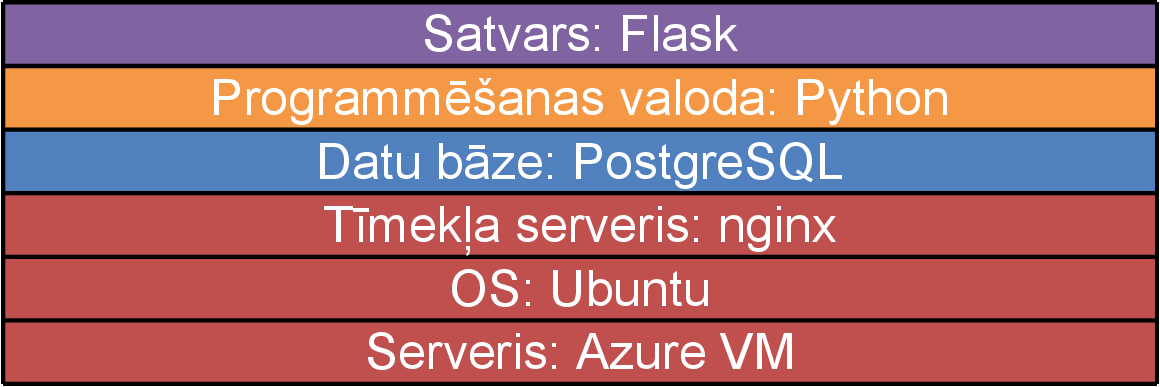 Satvars: Flask
Programmēšanas valoda: Python
Datu bāze: PostgreSQL
Tīmekļa serveris: nginx
OS: Ubuntu
Serveris: Azure VM